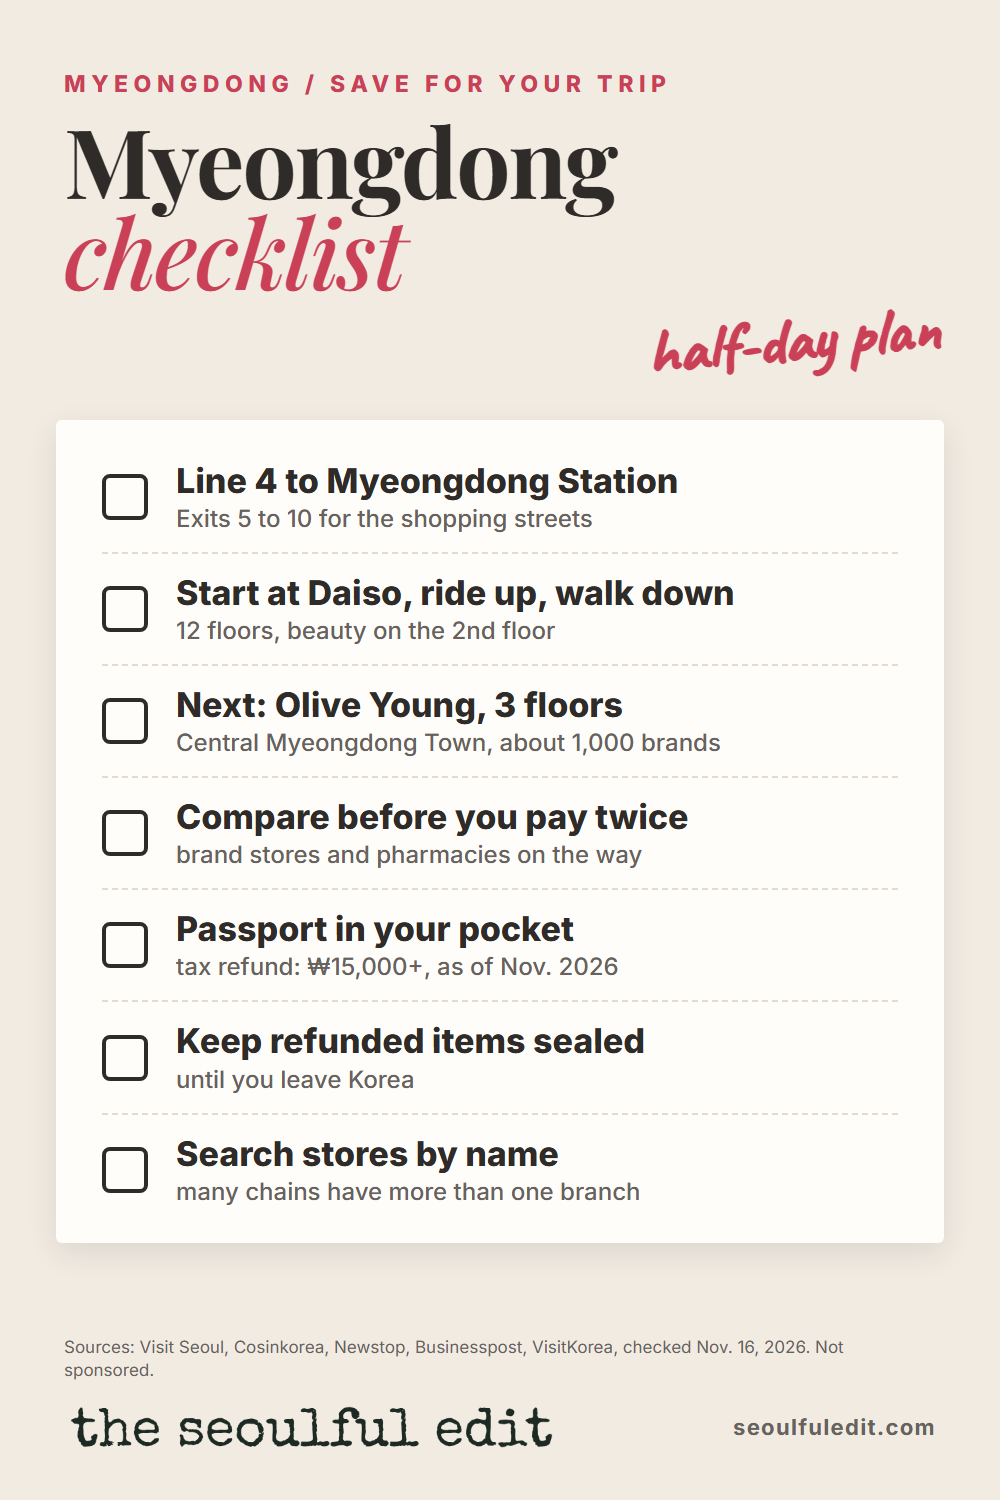 MYEONGDONG / SAVE FOR YOUR TRIP
Myeongdong
checklist
half-day plan
Line 4 to Myeongdong Station
Exits 5 to 10 for the shopping streets
Start at Daiso, ride up, walk down
12 floors, beauty on the 2nd floor
Next: Olive Young, 3 floors
Central Myeongdong Town, about 1,000 brands
Compare before you pay twice
brand stores and pharmacies on the way
Passport in your pocket
tax refund: ₩15,000+, as of Nov. 2026
Keep refunded items sealed
until you leave Korea
Search stores by name
many chains have more than one branch
Sources: Visit Seoul, Cosinkorea, Newstop, Businesspost, VisitKorea, checked Nov. 16, 2026. Not
sponsored.
the seoulful edit
seoulfuledit.com